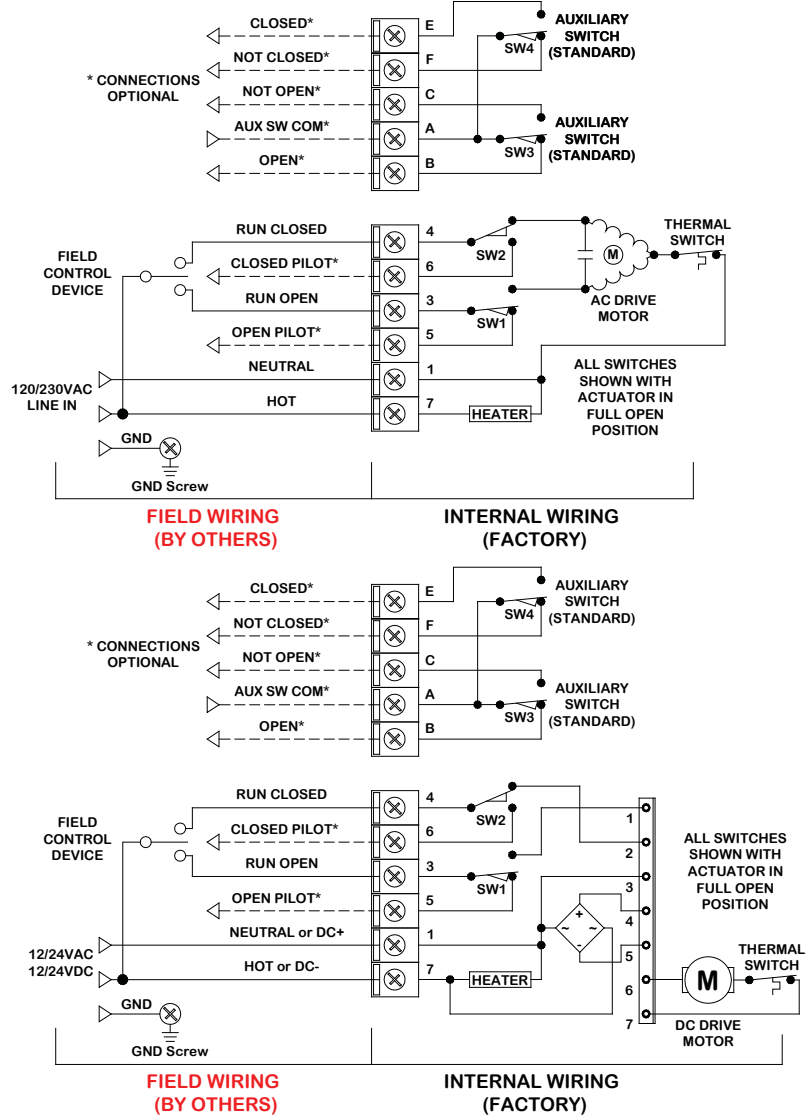 CLOSED*
E
AUXILIARY
SWITCH
(STANDARD)
SW4
NOT CLOSED*
F
* CONNECTIONS
OPTIONAL
NOT OPEN*
C
AUX SW COM*
A
AUXILIARY
SWITCH
(STANDARD)
SW3
OPEN*
B
RUN CLOSED
4
SW2
THERMAL
SWITCH
FIELD
CONTROL
DEVICE
CLOSED PILOT*
6
M
RUN OPEN
3
SW1
AC DRIVE
MOTOR
OPEN PILOT*
5
NEUTRAL
1
120/230VAC
LINE IN
HOT
7
HEATER
ALL SWITCHES
SHOWN WITH
ACTUATOR IN
FULL OPEN
POSITION
GND
GND Screw
FIELD WIRING
(BY OTHERS)
INTERNAL WIRING
(FACTORY)
CLOSED*
E
AUXILIARY
SWITCH
(STANDARD)
SW4
NOT CLOSED*
F
* CONNECTIONS
OPTIONAL
NOT OPEN*
C
AUX SW COM*
A
AUXILIARY
SWITCH
(STANDARD)
SW3
OPEN*
B
RUN CLOSED
4
SW2
1
FIELD
CONTROL
DEVICE
CLOSED PILOT*
6
2
ALL SWITCHES
SHOWN WITH
ACTUATOR IN
FULL OPEN
POSITION
RUN OPEN
3
SW1
3
OPEN PILOT*
5
4
+
~ ~
-
NEUTRAL or DC+
1
5
12/24VAC
12/24VDC
HOT or DC-
7
HEATER
6
M
THERMAL
SWITCH
7
DC DRIVE
MOTOR
GND
GND Screw
FIELD WIRING
(BY OTHERS)
INTERNAL WIRING
(FACTORY)